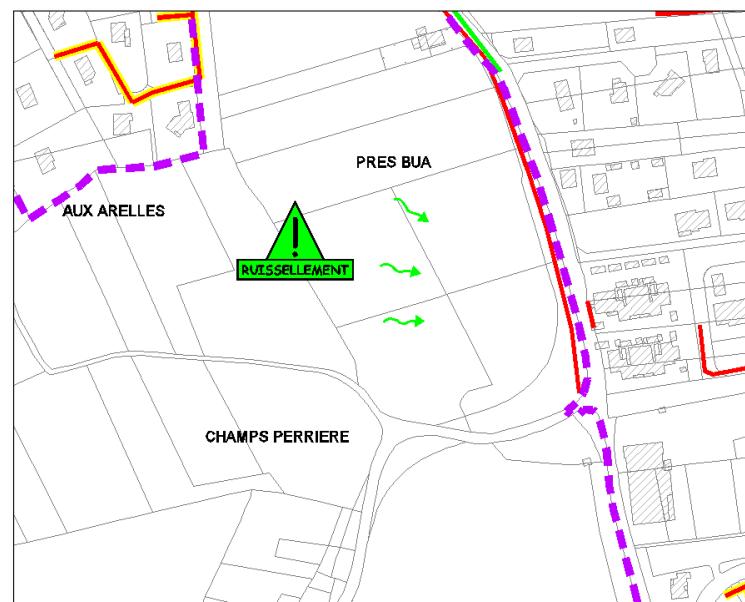 PRES BUA
AUX ARELLES
!
RUISSELLEMENT
CHAMPS PERRIERE